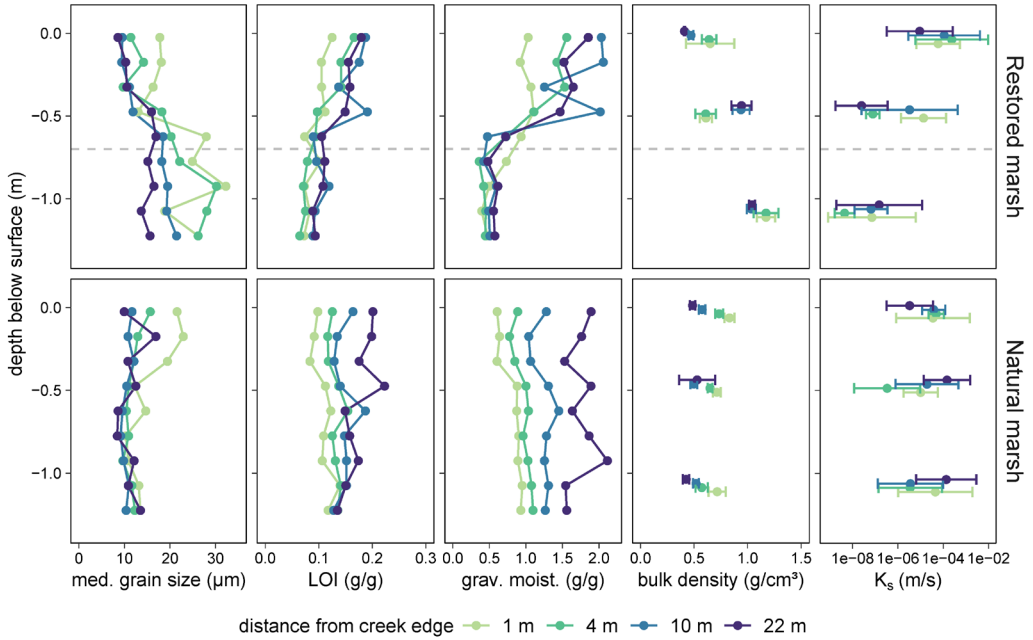 0.0
−0.5
−1.0
Restored marsh
depth below surface (m)
0.0
−0.5
−1.0
Natural marsh
0 10 20 30
0.0 0.1 0.2 0.3
0.0 0.5 1.0 1.5 2.0
0.0 0.5 1.0 1.5
1e−08 1e−06 1e−04 1e−02
med. grain size (µm)
LOI (g/g)
grav. moist. (g/g)
bulk density (g/cm³)
Ks (m/s)
distance from creek edge 1 m 4 m 10 m 22 m